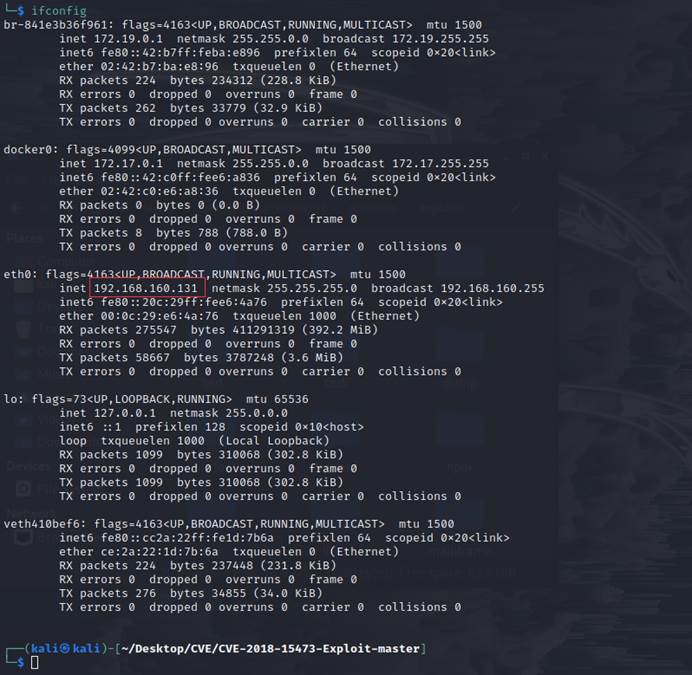 └─$ ifconfig
br-841e3b36f961: flags=4163<UP,BROADCAST,RUNNING,MULTICAST>  mtu 1500
        inet 172.19.0.1  netmask 255.255.0.0  broadcast 172.19.255.255
        inet6 fe80::42:b7ff:feba:e896  prefixlen 64  scopeid 0×20<link>
        ether 02:42:b7:ba:e8:96  txqueuelen 0  (Ethernet)
        RX packets 224  bytes 234312 (228.8 KiB)
        RX errors 0  dropped 0  overruns 0  frame 0
        TX packets 262  bytes 33779 (32.9 KiB)
        TX errors 0  dropped 0 overruns 0  carrier 0  collisions 0

docker0: flags=4099<UP,BROADCAST,MULTICAST>  mtu 1500
        inet 172.17.0.1  netmask 255.255.0.0  broadcast 172.17.255.255
        inet6 fe80::42:c0ff:fee6:a836  prefixlen 64  scopeid 0×20<link>
        ether 02:42:c0:e6:a8:36  txqueuelen 0  (Ethernet)
        RX packets 0  bytes 0 (0.0 B)
        RX errors 0  dropped 0  overruns 0  frame 0
        TX packets 8  bytes 788 (788.0 B)
        TX errors 0  dropped 0 overruns 0  carrier 0  collisions 0

eth0: flags=4163<UP,BROADCAST,RUNNING,MULTICAST>  mtu 1500
        inet 192.168.160.131  netmask 255.255.255.0  broadcast 192.168.160.255
        inet6 fe80::20c:29ff:fee6:4a76  prefixlen 64  scopeid 0×20<link>
        ether 00:0c:29:e6:4a:76  txqueuelen 1000  (Ethernet)
        RX packets 275547  bytes 411291319 (392.2 MiB)
        RX errors 0  dropped 0  overruns 0  frame 0
        TX packets 58667  bytes 3787248 (3.6 MiB)
        TX errors 0  dropped 0 overruns 0  carrier 0  collisions 0

lo: flags=73<UP,LOOPBACK,RUNNING>  mtu 65536
        inet 127.0.0.1  netmask 255.0.0.0
        inet6 ::1  prefixlen 128  scopeid 0×10<host>
        loop  txqueuelen 1000  (Local Loopback)
        RX packets 1099  bytes 310068 (302.8 KiB)
        RX errors 0  dropped 0  overruns 0  frame 0
        TX packets 1099  bytes 310068 (302.8 KiB)
        TX errors 0  dropped 0 overruns 0  carrier 0  collisions 0

veth410bef6: flags=4163<UP,BROADCAST,RUNNING,MULTICAST>  mtu 1500
        inet6 fe80::cc2a:22ff:fe1d:7b6a  prefixlen 64  scopeid 0×20<link>
        ether ce:2a:22:1d:7b:6a  txqueuelen 0  (Ethernet)
        RX packets 224  bytes 237448 (231.8 KiB)
        RX errors 0  dropped 0  overruns 0  frame 0
        TX packets 276  bytes 34855 (34.0 KiB)
        TX errors 0  dropped 0 overruns 0  carrier 0  collisions 0

┌──(kali㉿kali)-[~/Desktop/CVE/CVE-2018-15473-Exploit-master]
└─$